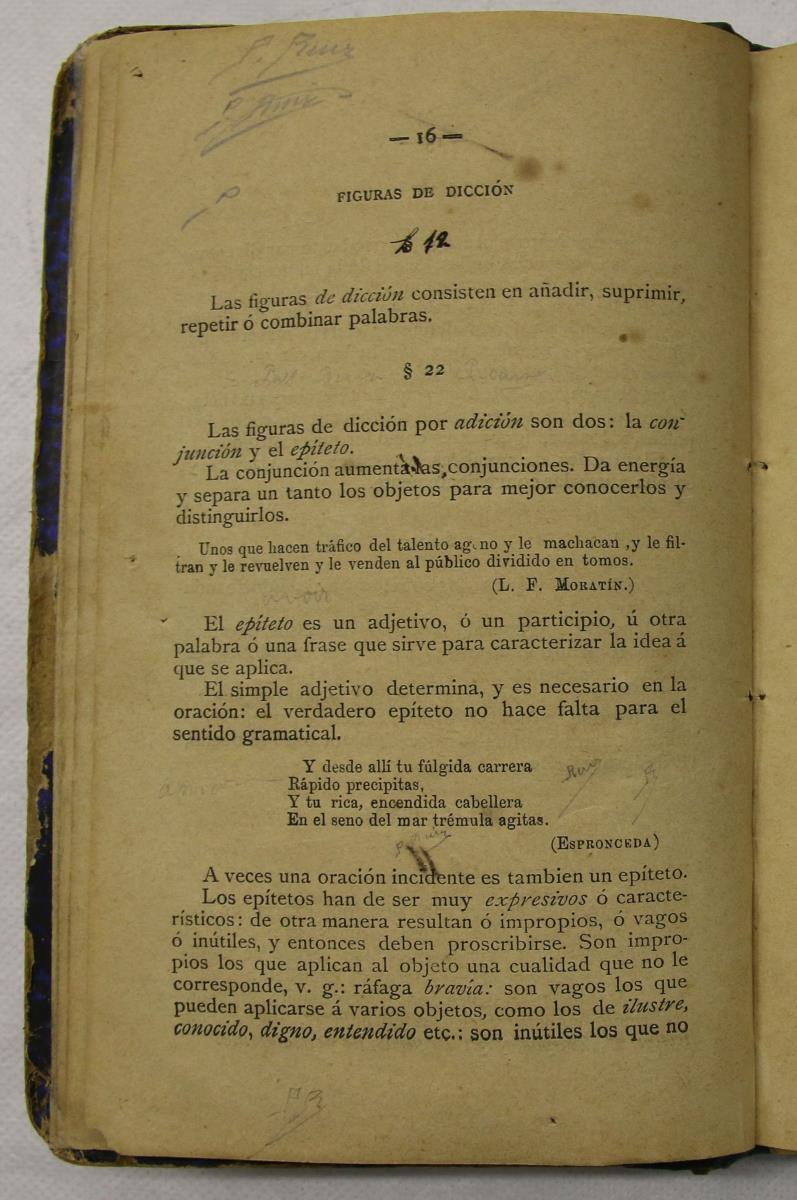 P. Ruiz
P. Ruiz
— 16 —
P
FIGURAS DE DICCIÓN
§ 12
Las figuras de dicción consisten en añadir, suprimir,
repetir ó combinar palabras.
§ 22
Las figuras de dicción por adición son dos: la con-
junción y el epíteto.
La conjunción aumenta las conjunciones. Da energía
y separa un tanto los objetos para mejor conocerlos y
distinguirlos.
Unos que hacen tráfico del talento ageno y le machacan ,y le fil-
tran y le revuelven y le venden al público dividido en tomos.
(L. F. MORATÍN.)
El epíteto es un adjetivo, ó un participio, ú otra
palabra ó una frase que sirve para caracterizar la idea á
que se aplica.
El simple adjetivo determina, y es necesario en la
oración: el verdadero epíteto no hace falta para el
sentido gramatical.
Y desde allí tu fúlgida carrera
Rápido precipitas, Ruiz
Y tu rica, encendida cabellera
En el seno del mar trémula agitas.
P Ruiz
(ESPRONCEDA)
A veces una oración incidente es tambien un epíteto.
Los epítetos han de ser muy expresivos ó caracte-
rísticos: de otra manera resultan ó impropios, ó vagos
ó inútiles, y entonces deben proscribirse. Son impro-
pios los que aplican al objeto una cualidad que no le
corresponde, v. g.: ráfaga bravía: son vagos los que
pueden aplicarse á varios objetos, como los de ilustre,
conocido, digno, entendido etc.: son inútiles los que no
PR